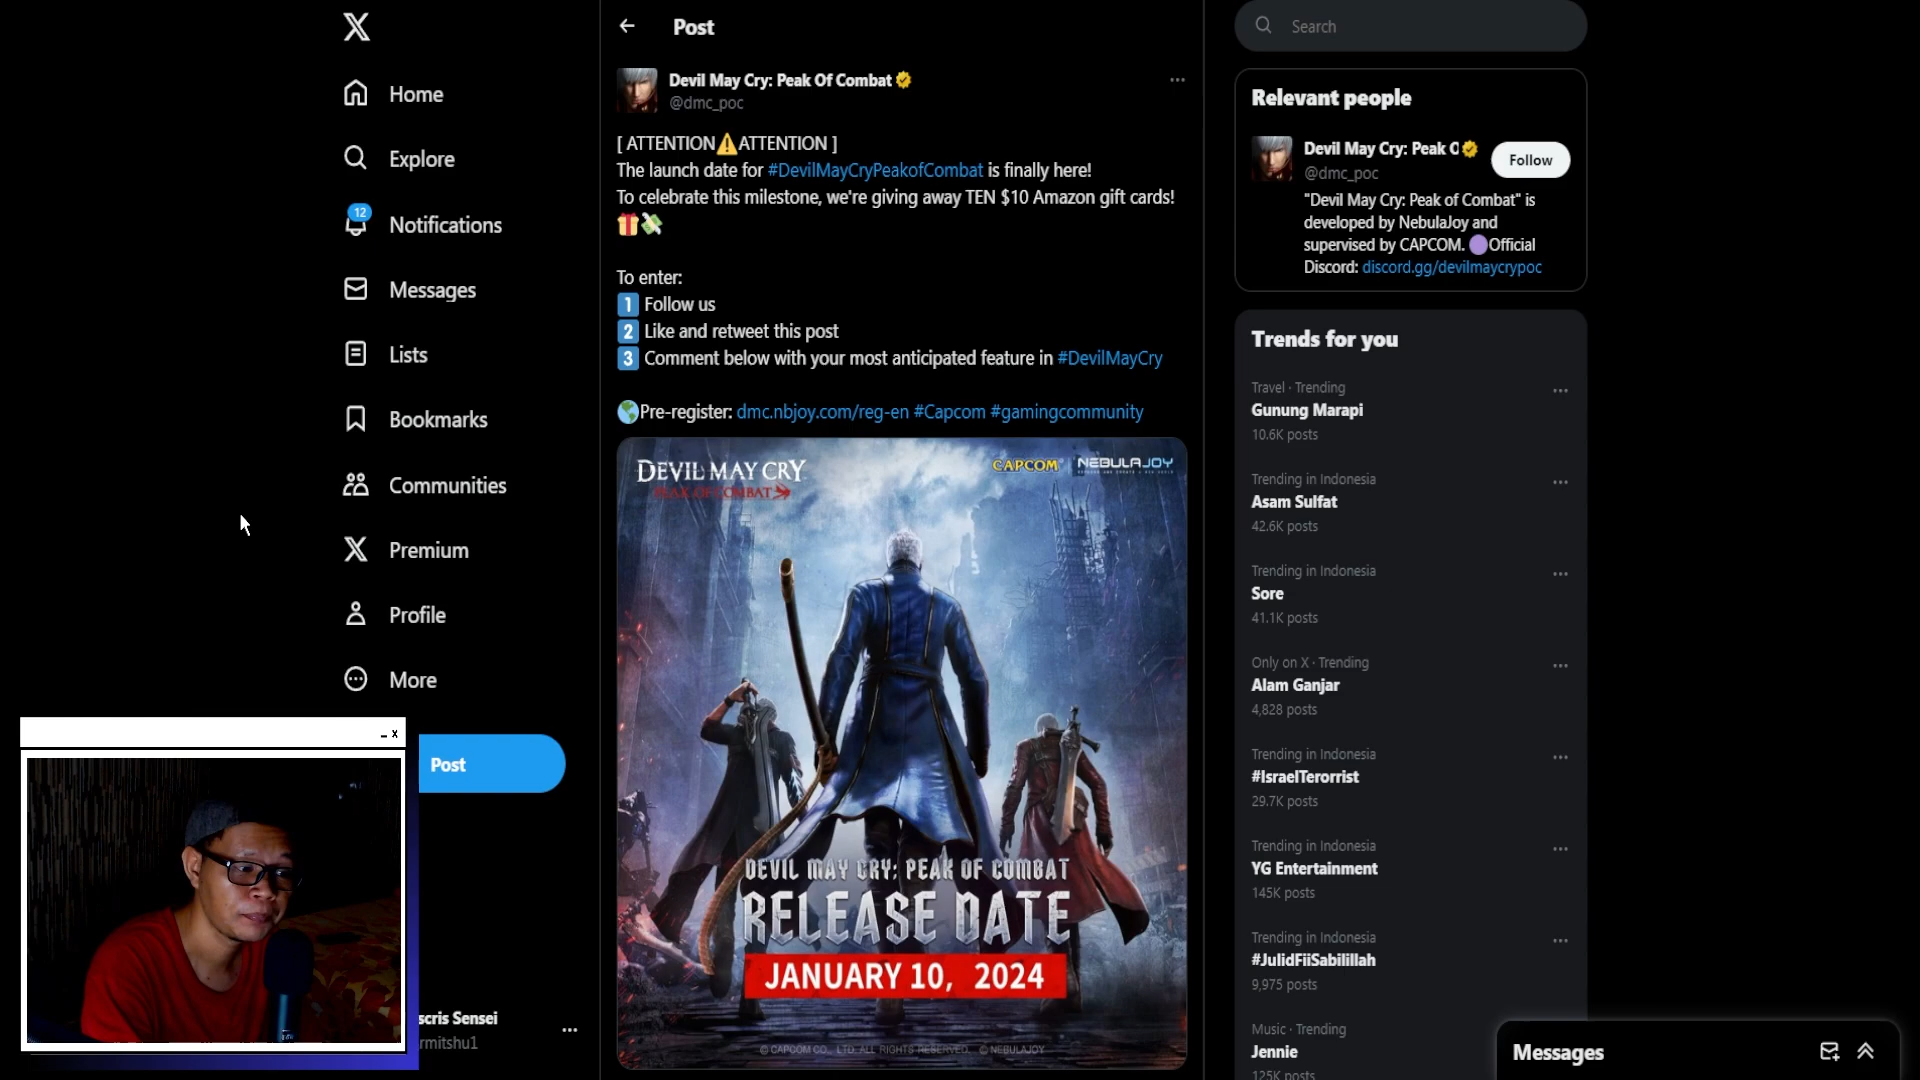 Home
Explore
12
Notifications
Messages
Lists
Bookmarks
Communities
Premium
Profile
More
Post
scris Sensei
rmitshu1
Post
Devil May Cry: Peak Of Combat
@dmc_poc
[ ATTENTION⚠️ATTENTION ]
The launch date for #DevilMayCryPeakofCombat is finally here!
To celebrate this milestone, we're giving away TEN $10 Amazon gift cards!
🎁💸
To enter:
1️⃣ Follow us
2️⃣ Like and retweet this post
3️⃣ Comment below with your most anticipated feature in #DevilMayCry
🌎Pre-register: dmc.nbjoy.com/reg-en #Capcom #gamingcommunity
DEVIL MAY CRY
PEAK OF COMBAT
CAPCOM NEBULAJOY
DEVIL MAY CRY: PEAK OF COMBAT
RELEASE DATE
JANUARY 10, 2024
© CAPCOM CO., LTD. ALL RIGHTS RESERVED. © NEBULAJOY
Search
Relevant people
Devil May Cry: Peak O
@dmc_poc
Follow
"Devil May Cry: Peak of Combat" is
developed by NebulaJoy and
supervised by CAPCOM. 🟣Official
Discord: discord.gg/devilmaycrypoc
Trends for you
Travel · Trending
Gunung Marapi
10.6K posts
Trending in Indonesia
Asam Sulfat
42.6K posts
Trending in Indonesia
Sore
41.1K posts
Only on X · Trending
Alam Ganjar
4,828 posts
Trending in Indonesia
#IsraelTerorrist
29.7K posts
Trending in Indonesia
YG Entertainment
145K posts
Trending in Indonesia
#JulidFiiSabilillah
9,975 posts
Music · Trending
Jennie
125K posts
Messages